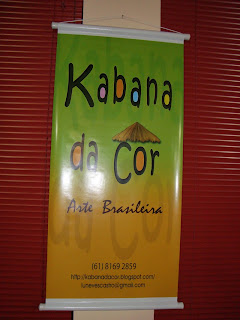 Kabana
da Cor
Arte Brasileira
(61) 8169 2859
http://kabanadacor.blogspot.com/